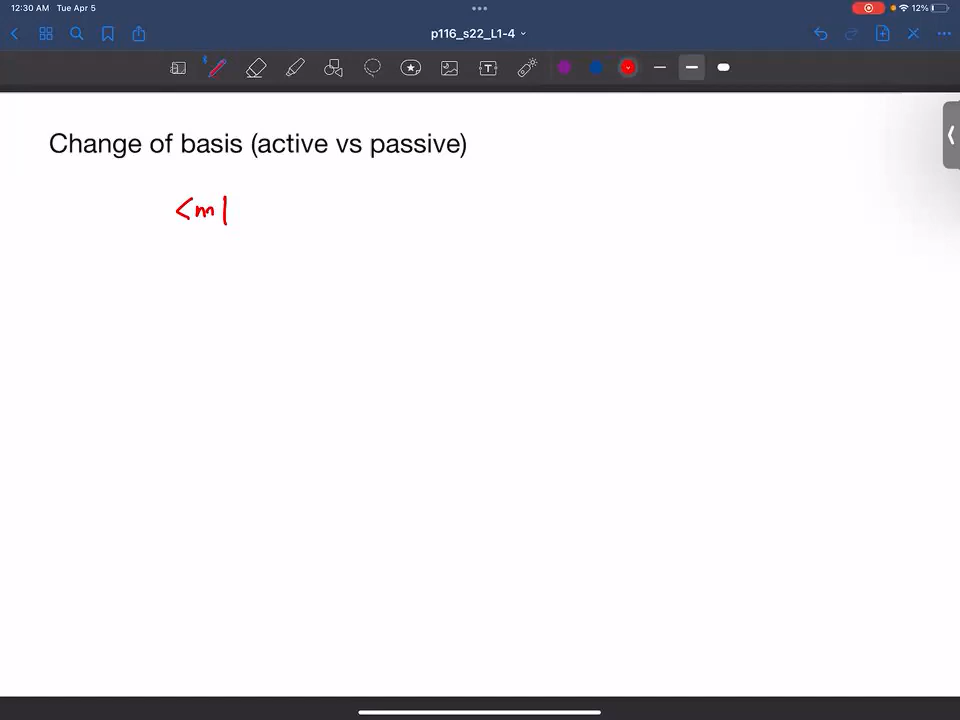 12:30 AM Tue Apr 5
12%
p116_s22_L1-4
Change of basis (active vs passive)
<m|